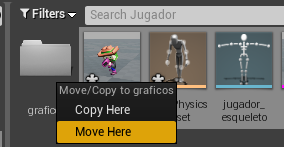 Filters
Search Jugador
Move/Copy to graficos
Copy Here
Move Here
grafic
Physics
set
jugador_
esqueleto